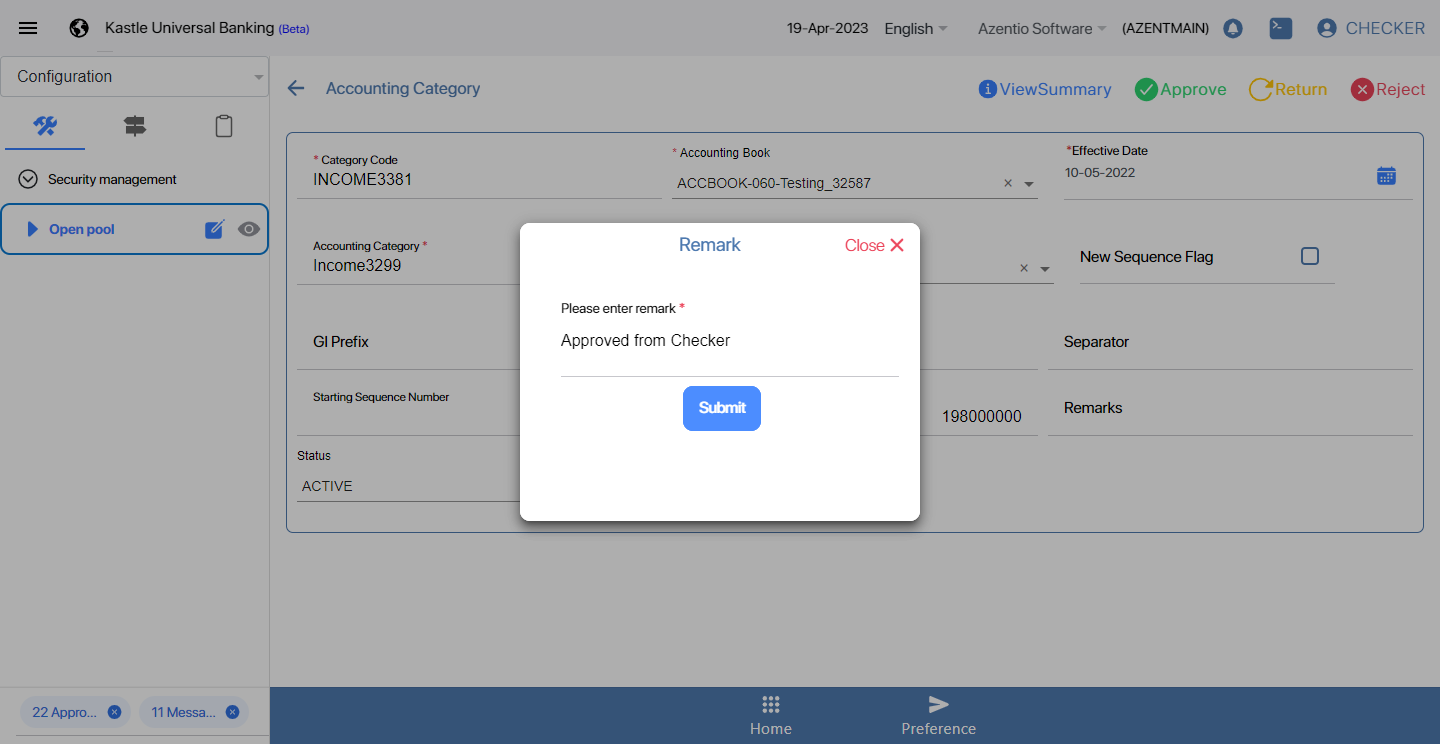 Kastle Universal Banking (Beta)
19-Apr-2023 English Azentio Software (AZENTMAIN) CHECKER
Configuration
Accounting Category
ViewSummary Approve Return Reject
Security management
Open pool
* Category Code
INCOME3381
* Accounting Book
ACCBOOK-060-Testing_32587
*Effective Date
10-05-2022
Accounting Category *
Income3299
New Sequence Flag
Remark
Close
Please enter remark *
Approved from Checker
Submit
GI Prefix
Separator
Starting Sequence Number
198000000
Remarks
Status
ACTIVE
22 Appro...
11 Messa...
Home
Preference